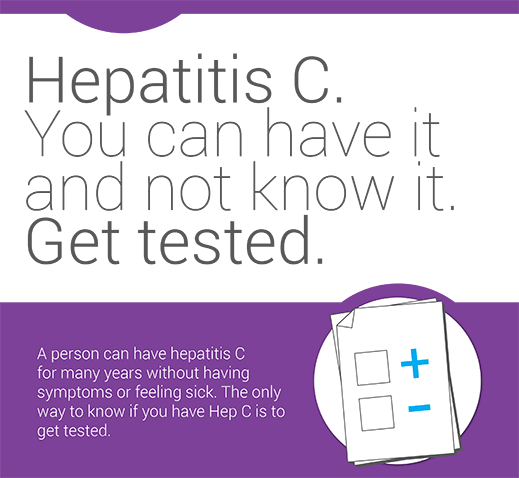 Hepatitis C.
You can have it
and not know it.
Get tested.
A person can have hepatitis C
for many years without having
symptoms or feeling sick. The only
way to know if you have Hep C is to
get tested.
+
-